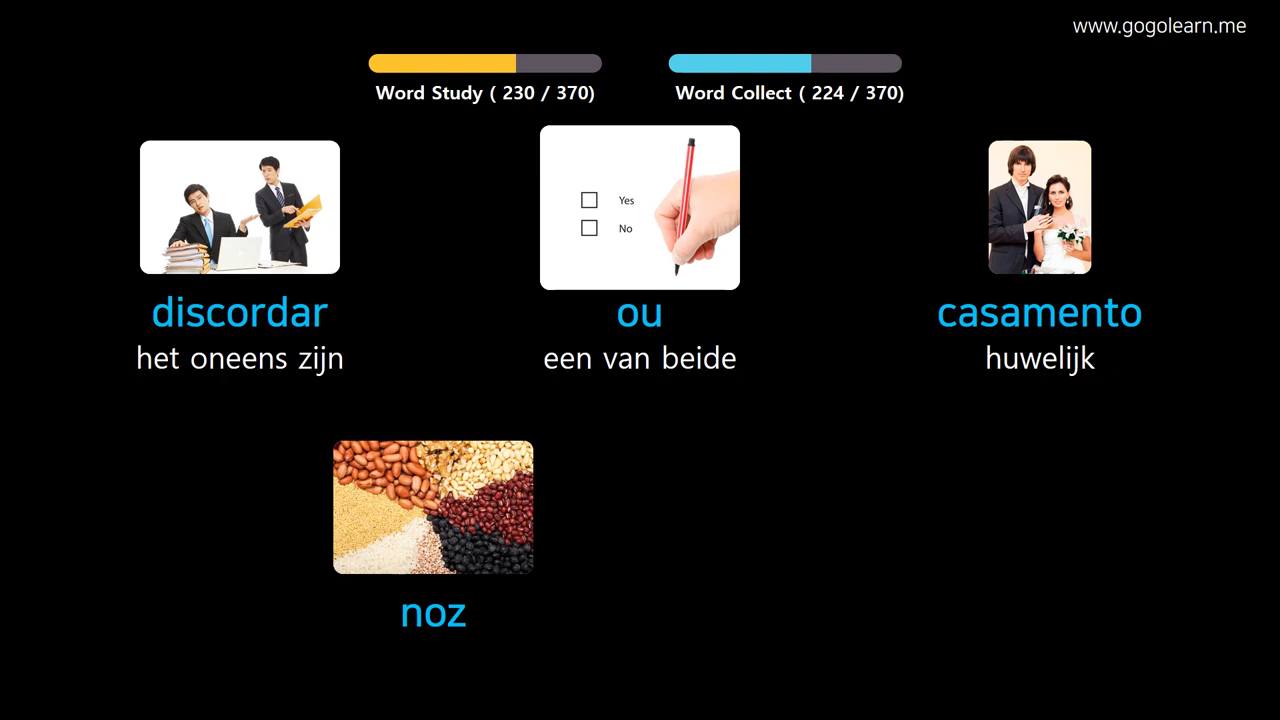 www.gogolearn.me
Word Study ( 230 / 370)
Word Collect ( 224 / 370)
Yes
No
discordar
ou
casamento
het oneens zijn
een van beide
huwelijk
noz